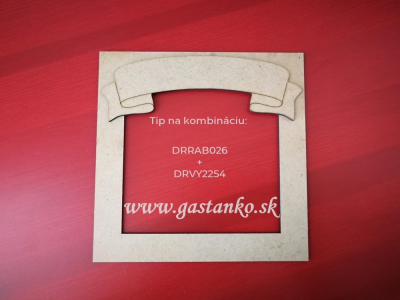 Tip na kombináciu:
DRRAB026
+
DRVY2254
www.gastanko.sk